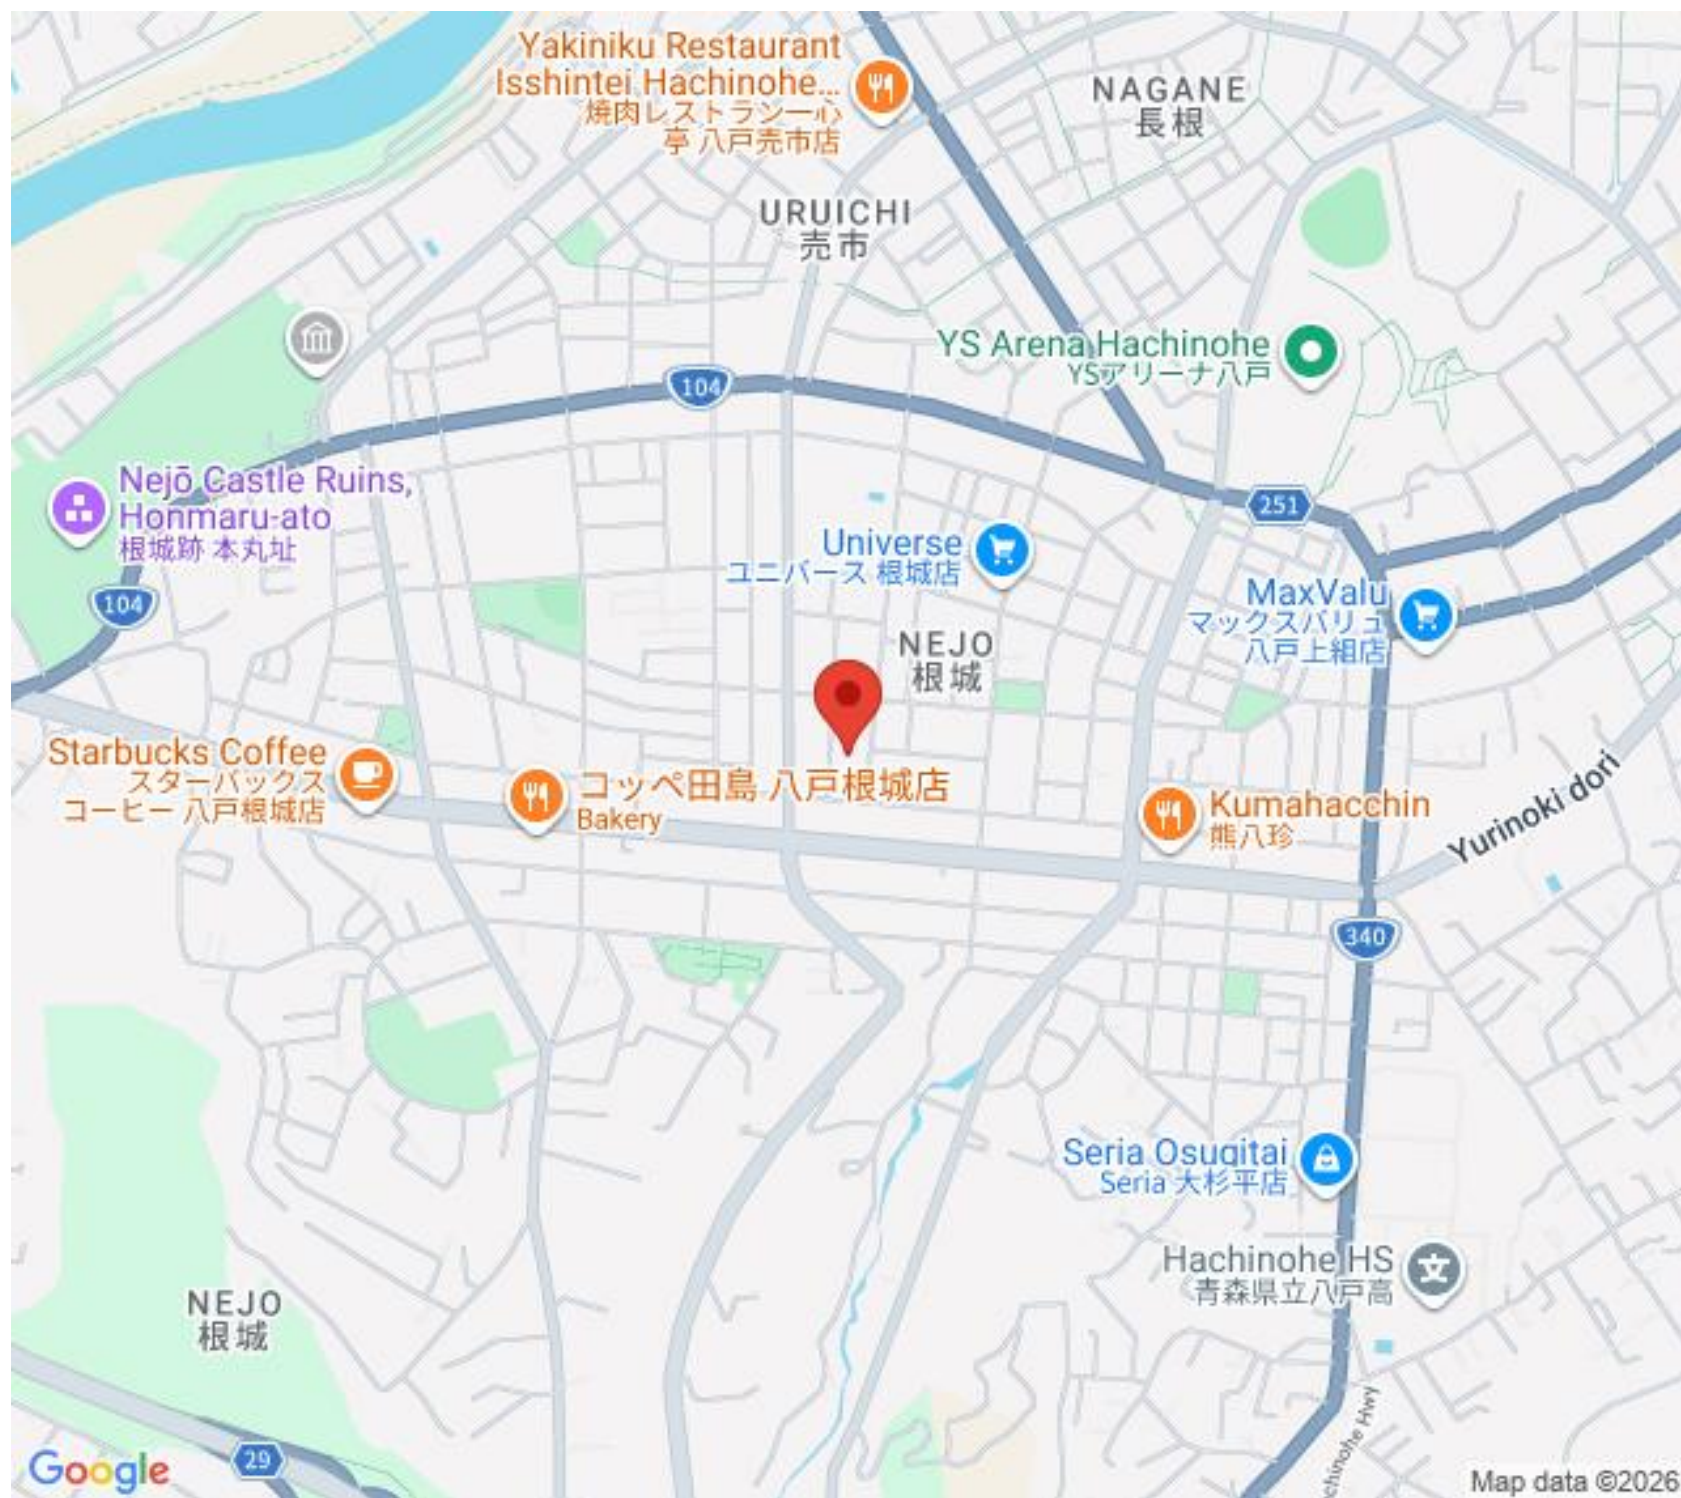 Yakiniku Restaurant
Isshintei Hachinohe...
焼肉レストラン一心
亭 八戸売市店
NAGANE
長根
URUICHI
売市
YS Arena Hachinohe
YSアリーナ八戸
104
Nejō Castle Ruins,
Honmaru-ato
根城跡 本丸址
251
Universe
ユニバース 根城店
104
MaxValu
マックスバリュ
八戸上組店
NEJO
根城
Starbucks Coffee
スターバックス
コーヒー 八戸根城店
コッペ田島 八戸根城店
Bakery
Kumahacchin
熊八珍
Yurinoki dori
340
Seria Osugitai
Seria 大杉平店
Hachinohe HS
青森県立八戸高
NEJO
根城
chinohe Hwy
29
Google
Map data ©2026